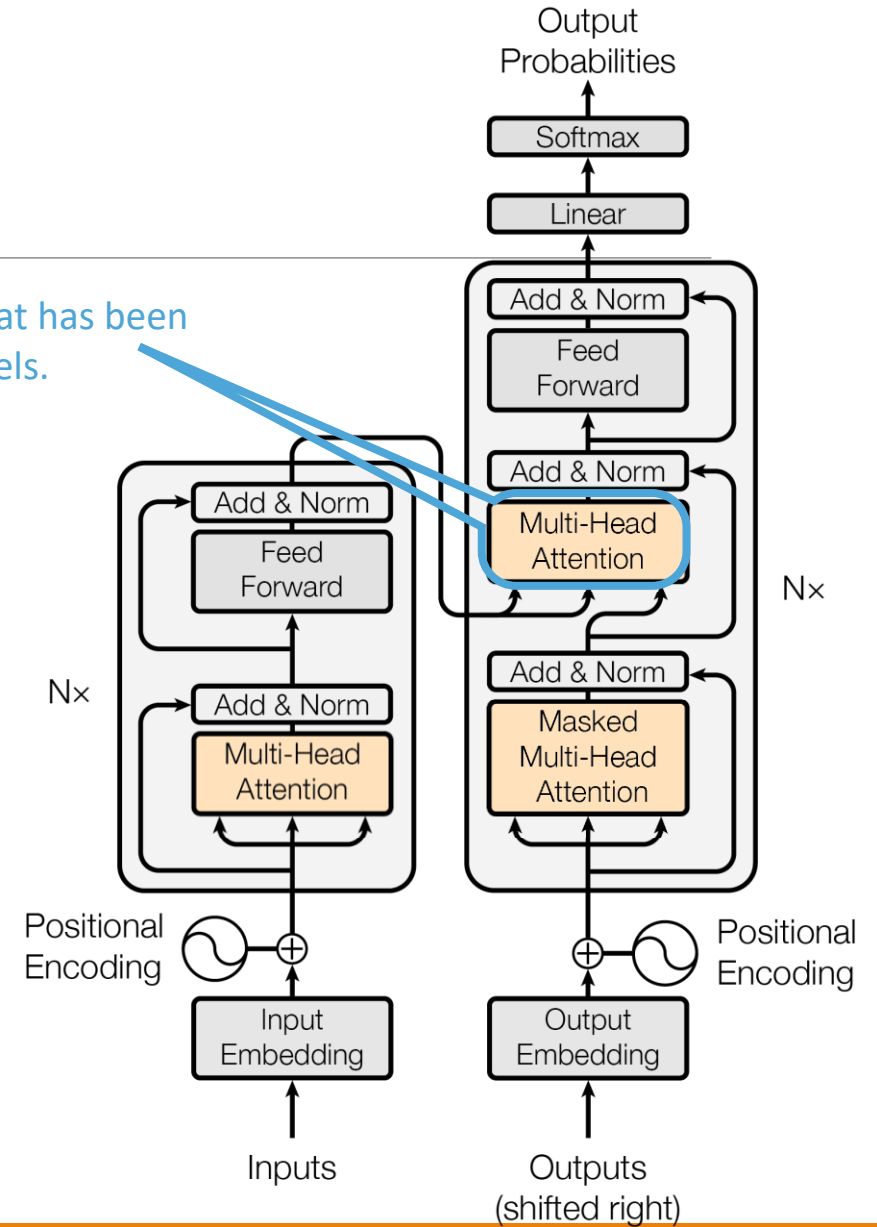 Output
Probabilities
Softmax
Linear
at has been
els.
Add & Norm
Feed
Forward
Add & Norm
Multi-Head
Attention
Nx
Add & Norm
Masked
Multi-Head
Attention
Add & Norm
Feed
Forward
Nx
Add & Norm
Multi-Head
Attention
Positional
Encoding
Positional
Encoding
Input
Embedding
Output
Embedding
Inputs
Outputs
(shifted right)